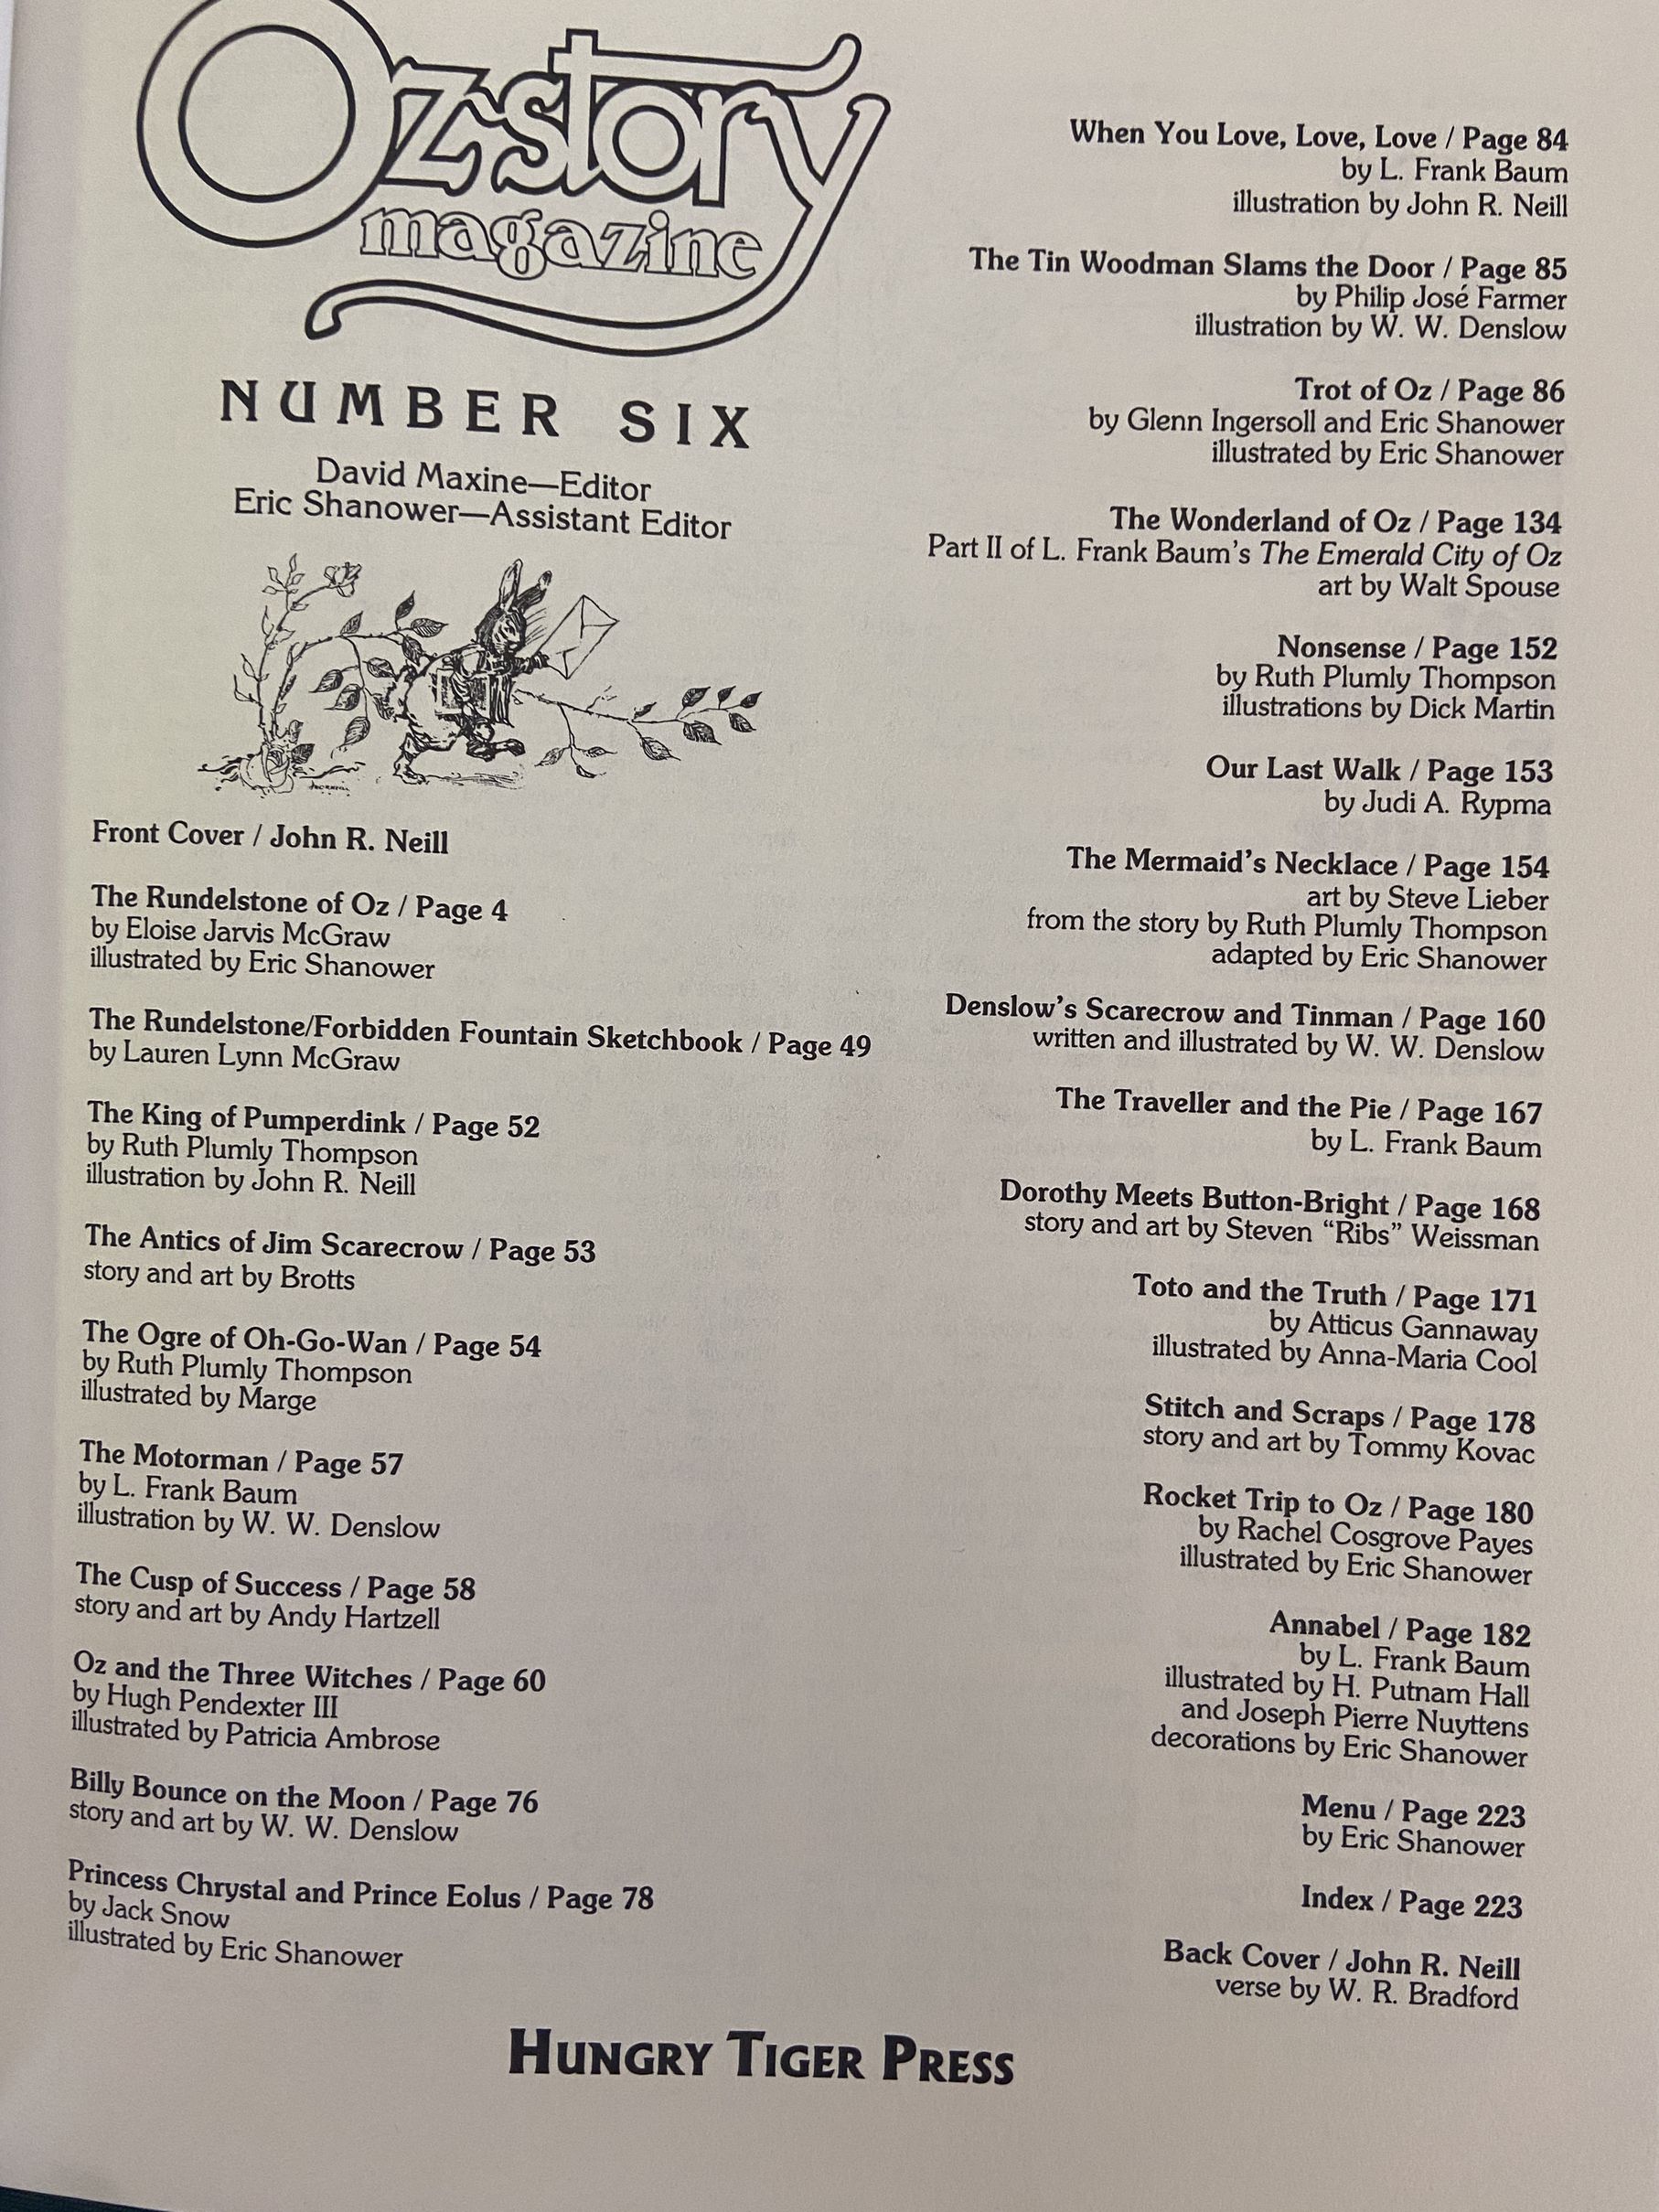 Oz-story
magazine
NUMBER SIX
David Maxine—Editor
Eric Shanower—Assistant Editor
Front Cover / John R. Neill
The Rundelstone of Oz / Page 4
by Eloise Jarvis McGraw
illustrated by Eric Shanower
The Rundelstone/Forbidden Fountain Sketchbook / Page 49
by Lauren Lynn McGraw
The King of Pumperdink / Page 52
by Ruth Plumly Thompson
illustration by John R. Neill
The Antics of Jim Scarecrow / Page 53
story and art by Brotts
The Ogre of Oh-Go-Wan / Page 54
by Ruth Plumly Thompson
illustrated by Marge
The Motorman / Page 57
by L. Frank Baum
illustration by W. W. Denslow
The Cusp of Success / Page 58
story and art by Andy Hartzell
Oz and the Three Witches / Page 60
by Hugh Pendexter III
illustrated by Patricia Ambrose
Billy Bounce on the Moon / Page 76
story and art by W. W. Denslow
Princess Chrystal and Prince Eolus / Page 78
by Jack Snow
illustrated by Eric Shanower
When You Love, Love, Love / Page 84
by L. Frank Baum
illustration by John R. Neill
The Tin Woodman Slams the Door / Page 85
by Philip José Farmer
illustration by W. W. Denslow
Trot of Oz / Page 86
by Glenn Ingersoll and Eric Shanower
illustrated by Eric Shanower
The Wonderland of Oz / Page 134
Part II of L. Frank Baum's The Emerald City of Oz
art by Walt Spouse
Nonsense / Page 152
by Ruth Plumly Thompson
illustrations by Dick Martin
Our Last Walk / Page 153
by Judi A. Rypma
The Mermaid's Necklace / Page 154
art by Steve Lieber
from the story by Ruth Plumly Thompson
adapted by Eric Shanower
Denslow's Scarecrow and Tinman / Page 160
written and illustrated by W. W. Denslow
The Traveller and the Pie / Page 167
by L. Frank Baum
Dorothy Meets Button-Bright / Page 168
story and art by Steven "Ribs" Weissman
Toto and the Truth / Page 171
by Atticus Gannaway
illustrated by Anna-Maria Cool
Stitch and Scraps / Page 178
story and art by Tommy Kovac
Rocket Trip to Oz / Page 180
by Rachel Cosgrove Payes
illustrated by Eric Shanower
Annabel / Page 182
by L. Frank Baum
illustrated by H. Putnam Hall
and Joseph Pierre Nuyttens
decorations by Eric Shanower
Menu / Page 223
by Eric Shanower
Index / Page 223
Back Cover / John R. Neill
verse by W. R. Bradford
HUNGRY TIGER PRESS